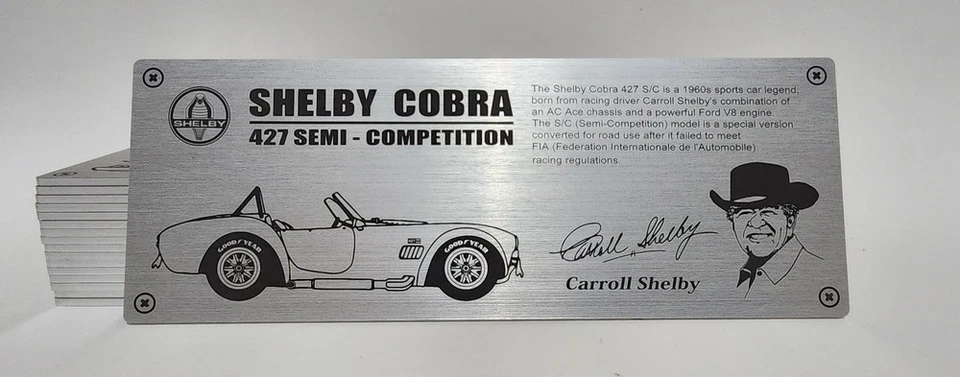 SHELBY
SHELBY COBRA
427 SEMI - COMPETITION
The Shelby Cobra 427 S/C is a 1960s sports car legend,
born from racing driver Carroll Shelby's combination of
an AC Ace chassis and a powerful Ford V8 engine.
The S/C (Semi-Competition) model is a special version
converted for road use after it failed to meet
FIA (Federation Internationale de l'Automobile)
racing regulations.
GOOD YEAR
GOOD YEAR
Carroll Shelby
Carroll Shelby